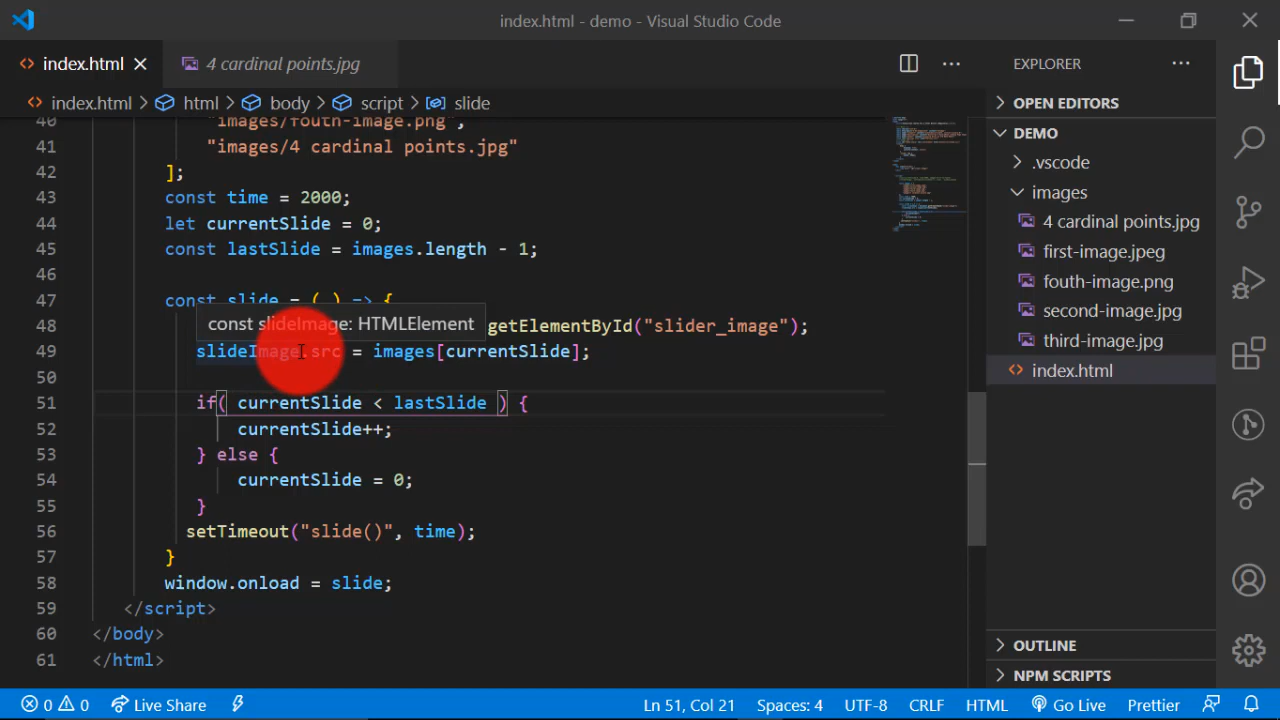 index.html - demo - Visual Studio Code
index.html
4 cardinal points.jpg
index.html
html
body
script
slide
40 "images/fouth-image.png",
41 "images/4 cardinal points.jpg"
42 ];
43 const time = 2000;
44 let currentSlide = 0;
45 const lastSlide = images.length - 1;
46
47 const slide = (_) => {
const slideImage: HTMLElement
48 getElementById("slider_image");
49 slideImage.src = images[currentSlide];
50
51 if( currentSlide < lastSlide ) {
52 currentSlide++;
53 } else {
54 currentSlide = 0;
55 }
56 setTimeout("slide()", time);
57 }
58 window.onload = slide;
59 </script>
60 </body>
61 </html>
EXPLORER
OPEN EDITORS
DEMO
.vscode
images
4 cardinal points.jpg
first-image.jpeg
fouth-image.png
second-image.jpg
third-image.jpg
index.html
OUTLINE
NPM SCRIPTS
0 0 Live Share
Ln 51, Col 21
Spaces: 4
UTF-8
CRLF
HTML
Go Live
Prettier